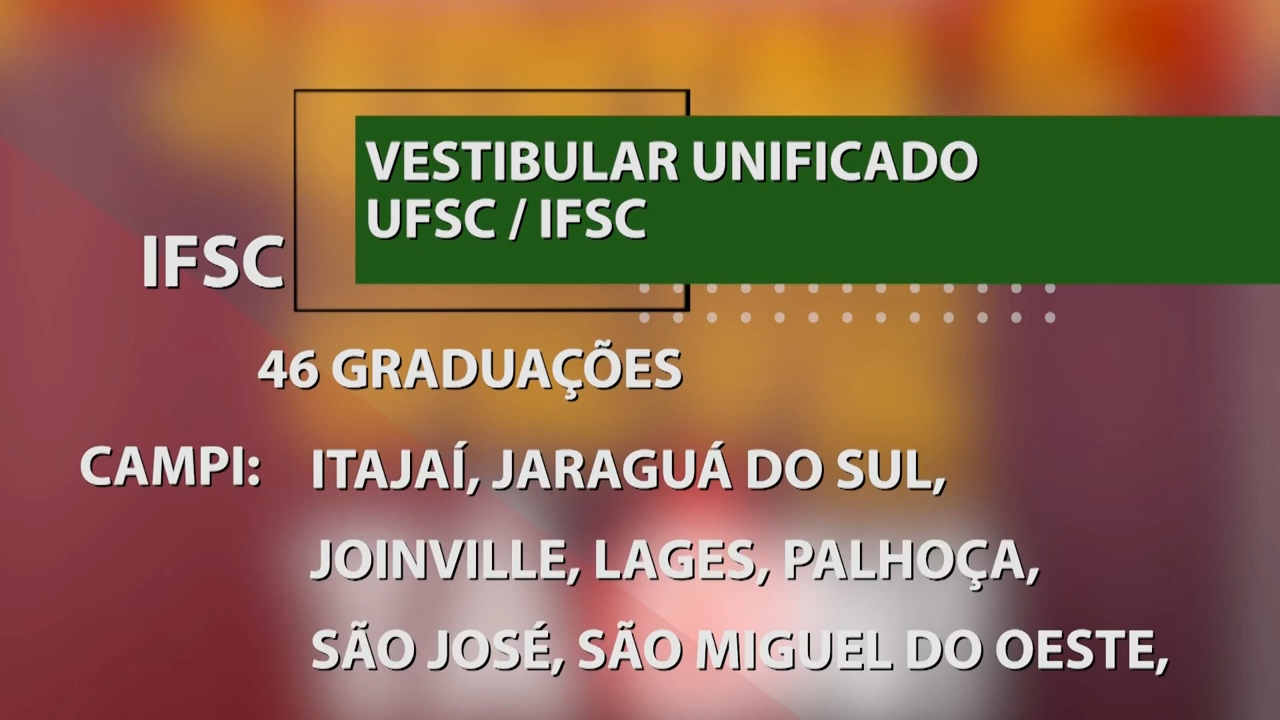 VESTIBULAR UNIFICADO
UFSC / IFSC
IFSC
46 GRADUAÇÕES
CAMPI: ITAJAÍ, JARAGUÁ DO SUL,
JOINVILLE, LAGES, PALHOÇA,
SÃO JOSÉ, SÃO MIGUEL DO OESTE,